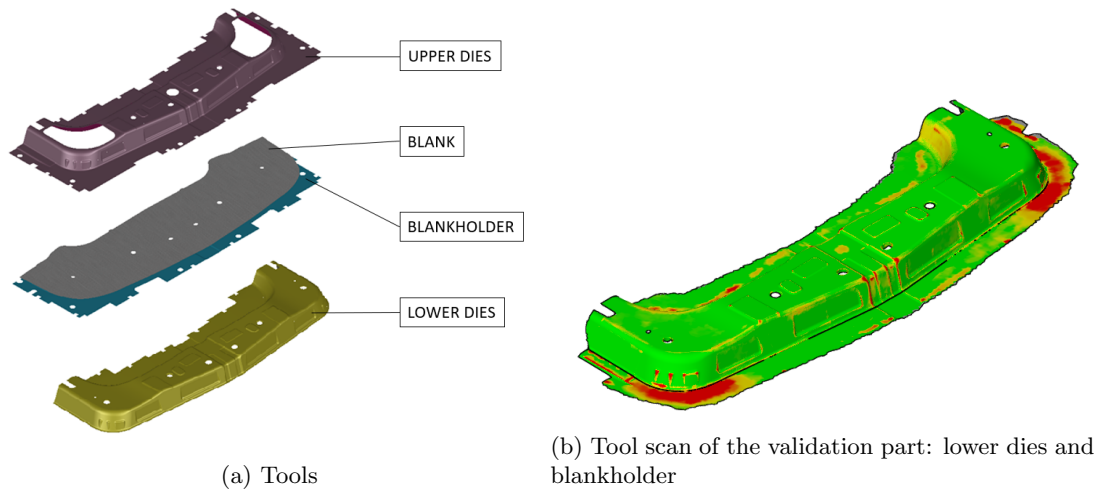 UPPER DIES
BLANK
BLANKHOLDER
LOWER DIES
(a) Tools
(b) Tool scan of the validation part: lower dies and
blankholder